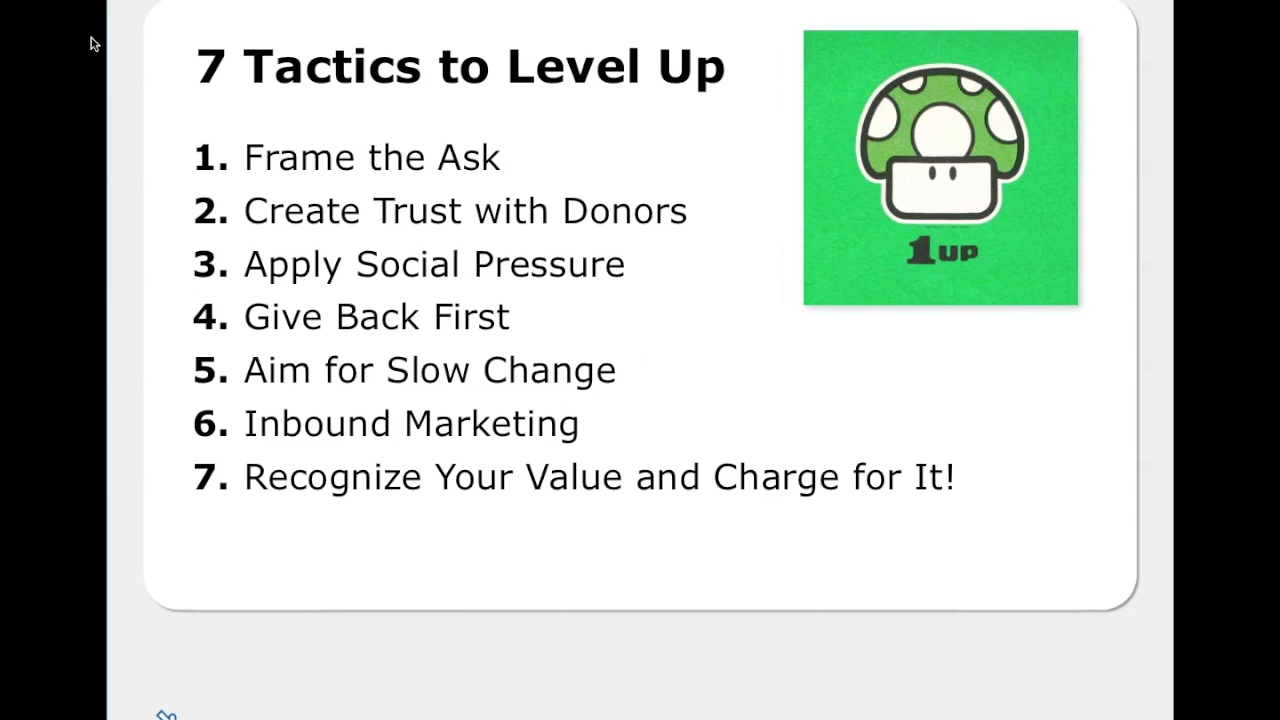 7 Tactics to Level Up
1. Frame the Ask
2. Create Trust with Donors
3. Apply Social Pressure
4. Give Back First
5. Aim for Slow Change
6. Inbound Marketing
7. Recognize Your Value and Charge for It!
1UP